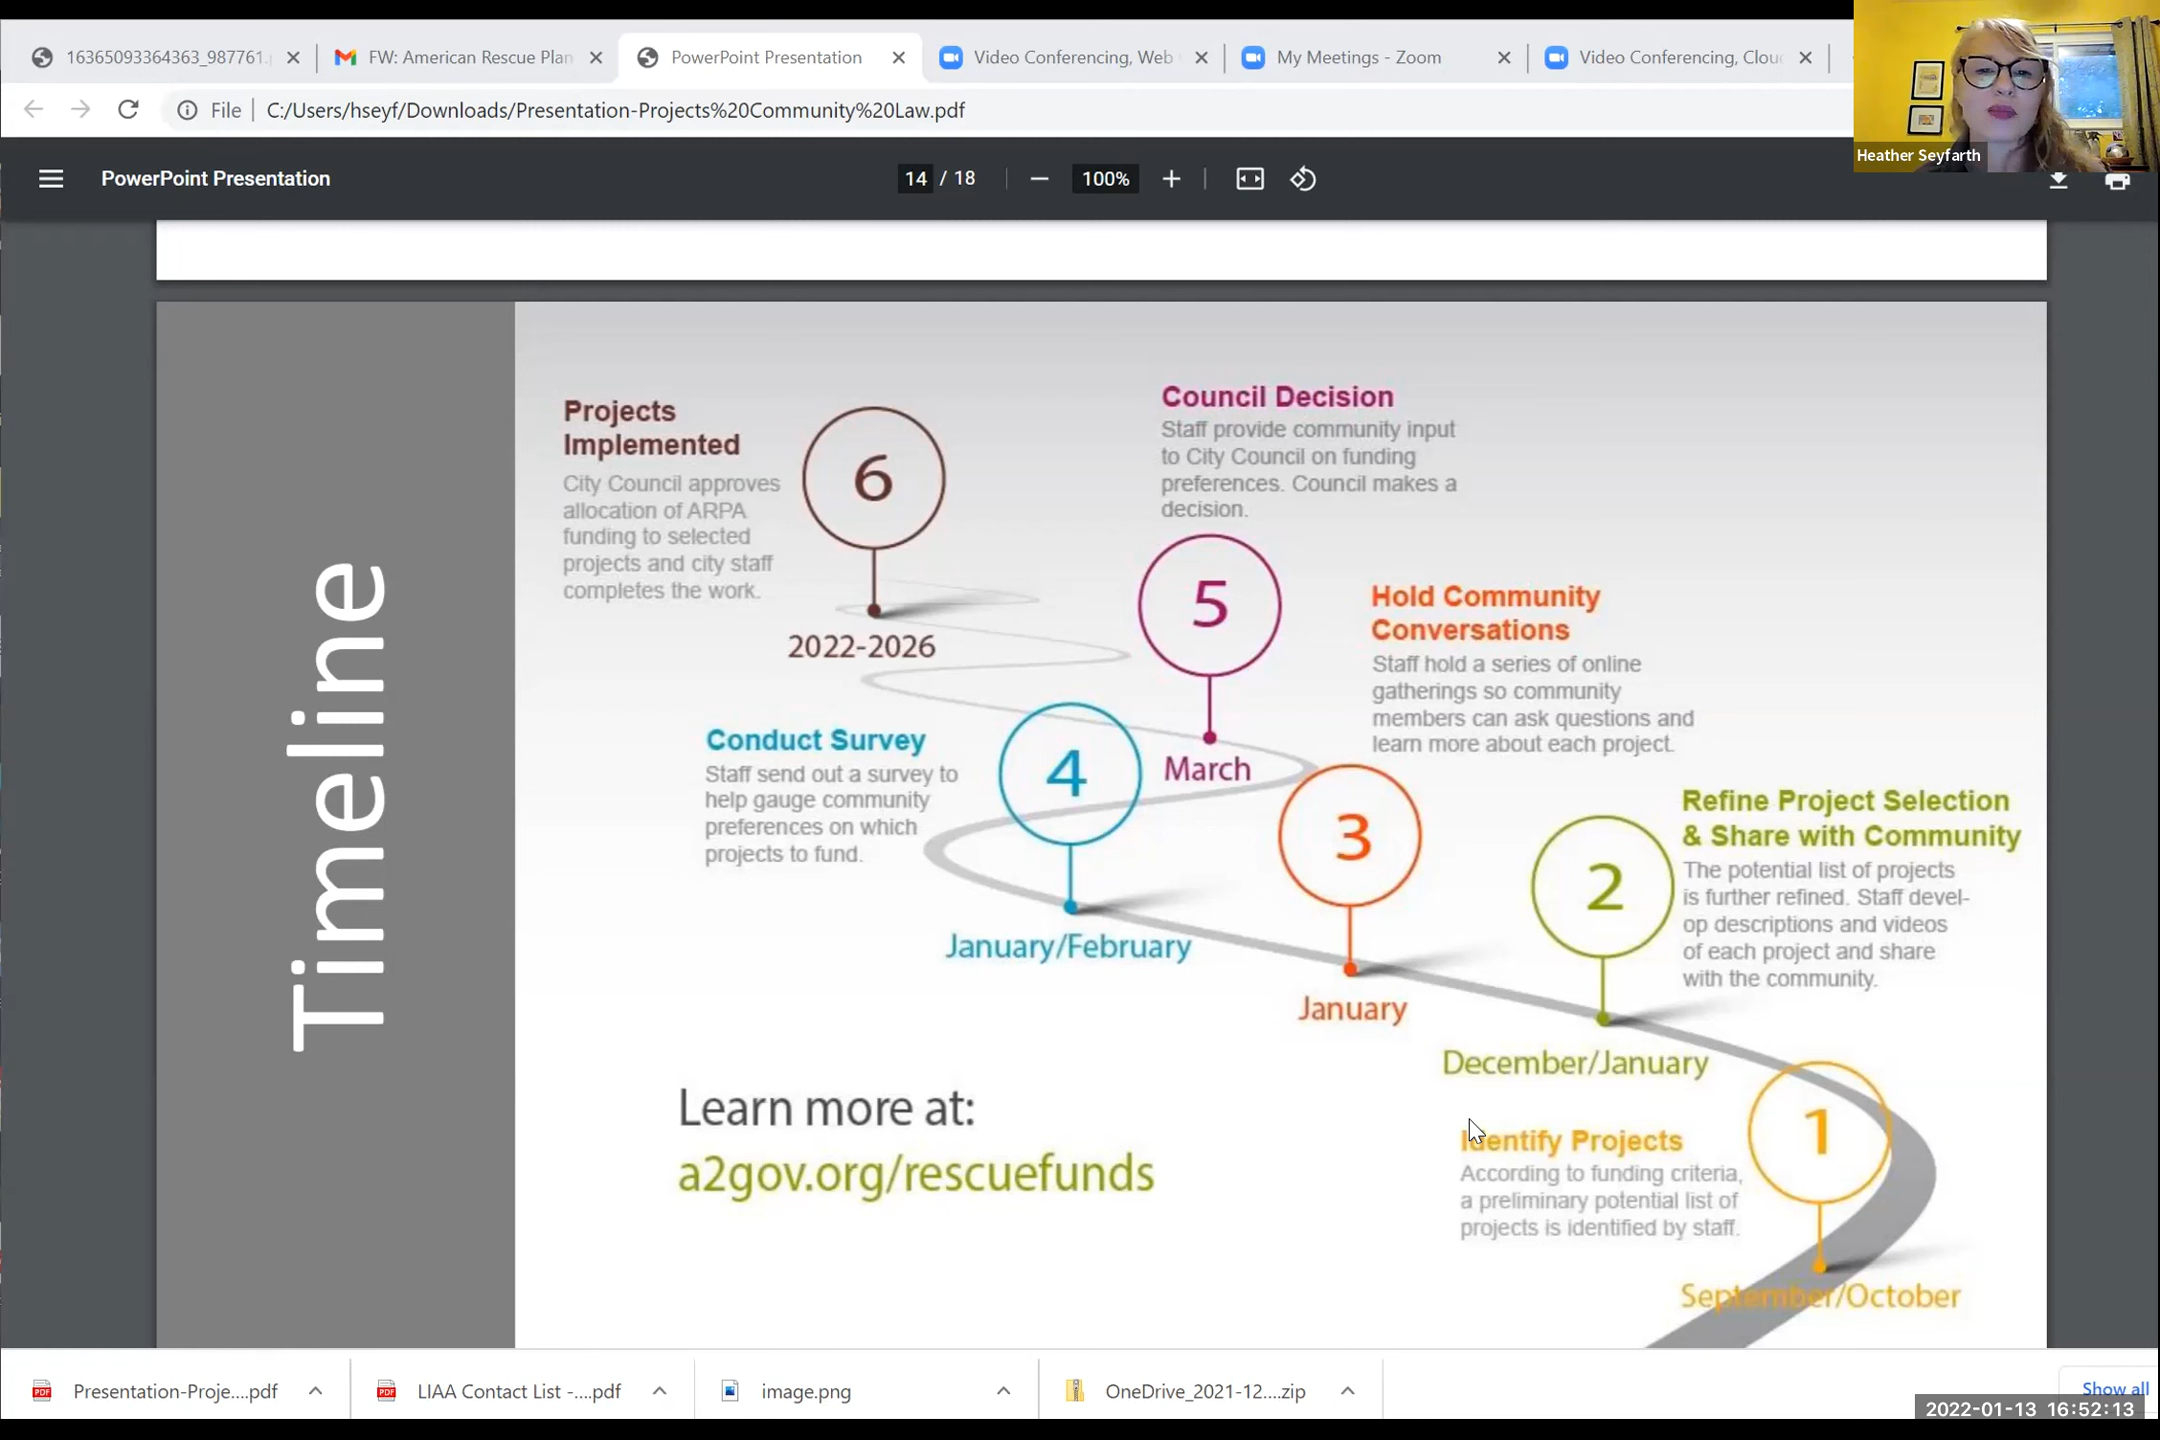 16365093364363_987761.p
FW: American Rescue Plan
PowerPoint Presentation
Video Conferencing, Web
My Meetings - Zoom
Video Conferencing, Clou
File
C:/Users/hseyf/Downloads/Presentation-Projects%20Community%20Law.pdf
Heather Seyfarth
PowerPoint Presentation
14 / 18
100%
Timeline
Projects
Implemented
City Council approves
allocation of ARPA
funding to selected
projects and city staff
completes the work.
6
2022-2026
Council Decision
Staff provide community input
to City Council on funding
preferences. Council makes a
decision.
5
March
Hold Community
Conversations
Staff hold a series of online
gatherings so community
members can ask questions and
learn more about each project.
3
January
Conduct Survey
Staff send out a survey to
help gauge community
preferences on which
projects to fund.
4
January/February
Refine Project Selection
& Share with Community
The potential list of projects
is further refined. Staff devel-
op descriptions and videos
of each project and share
with the community.
2
December/January
Identify Projects
According to funding criteria,
a preliminary potential list of
projects is identified by staff.
1
September/October
Learn more at:
a2gov.org/rescuefunds
Presentation-Proje....pdf
LIAA Contact List -....pdf
image.png
OneDrive_2021-12....zip
Show all
2022-01-13 16:52:13